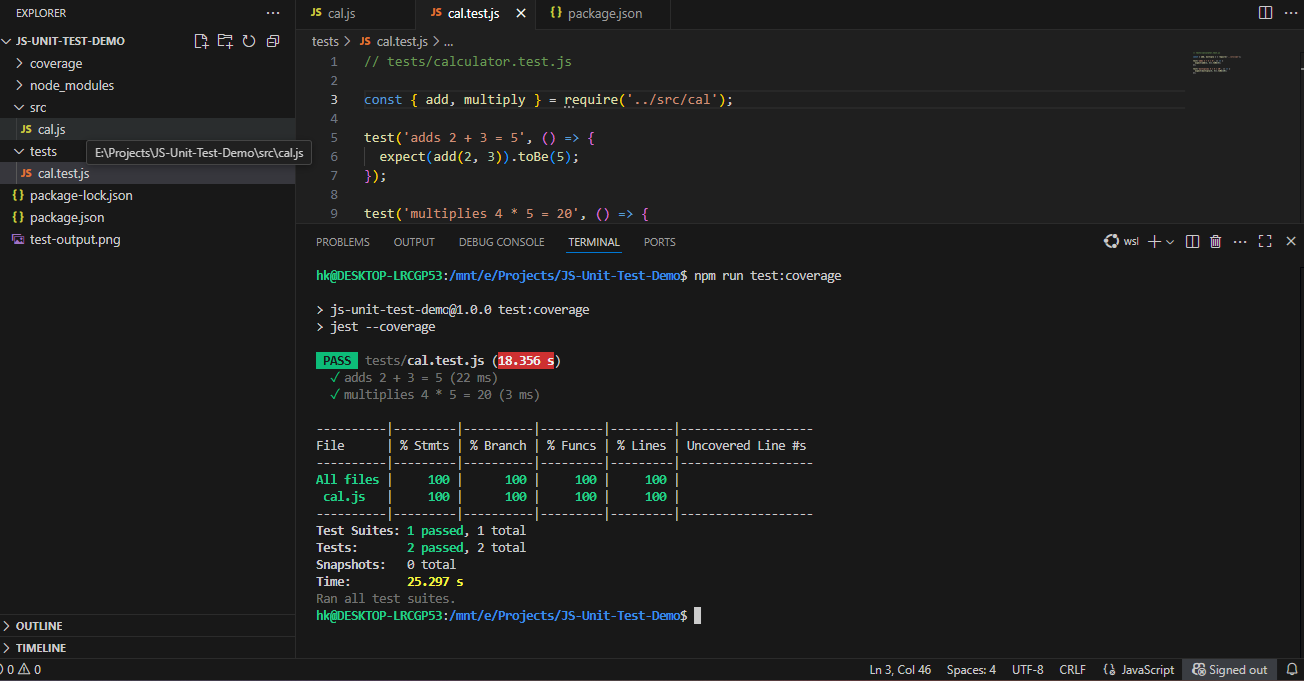 EXPLORER
JS-UNIT-TEST-DEMO
coverage
node_modules
src
JS cal.js
tests
E:\Projects\JS-Unit-Test-Demo\src\cal.js
JS cal.test.js
{} package-lock.json
{} package.json
test-output.png
OUTLINE
TIMELINE
JS cal.js
JS cal.test.js
{} package.json
tests > JS cal.test.js > ...
1 // tests/calculator.test.js
2
3 const { add, multiply } = require('../src/cal');
4
5 test('adds 2 + 3 = 5', () => {
6 expect(add(2, 3)).toBe(5);
7 });
8
9 test('multiplies 4 * 5 = 20', () => {
PROBLEMS OUTPUT DEBUG CONSOLE TERMINAL PORTS
wsl
hk@DESKTOP-LRCGP53:/mnt/e/Projects/JS-Unit-Test-Demo$ npm run test:coverage
> js-unit-test-demo@1.0.0 test:coverage
> jest --coverage
PASS tests/cal.test.js (18.356 s)
✓ adds 2 + 3 = 5 (22 ms)
✓ multiplies 4 * 5 = 20 (3 ms)
----------|---------|----------|---------|---------|-------------------
File | % Stmts | % Branch | % Funcs | % Lines | Uncovered Line #s
----------|---------|----------|---------|---------|-------------------
All files | 100 | 100 | 100 | 100 |
cal.js | 100 | 100 | 100 | 100 |
----------|---------|----------|---------|---------|-------------------
Test Suites: 1 passed, 1 total
Tests: 2 passed, 2 total
Snapshots: 0 total
Time: 25.297 s
Ran all test suites.
hk@DESKTOP-LRCGP53:/mnt/e/Projects/JS-Unit-Test-Demo$
0 0 Ln 3, Col 46 Spaces: 4 UTF-8 CRLF {} JavaScript Signed out